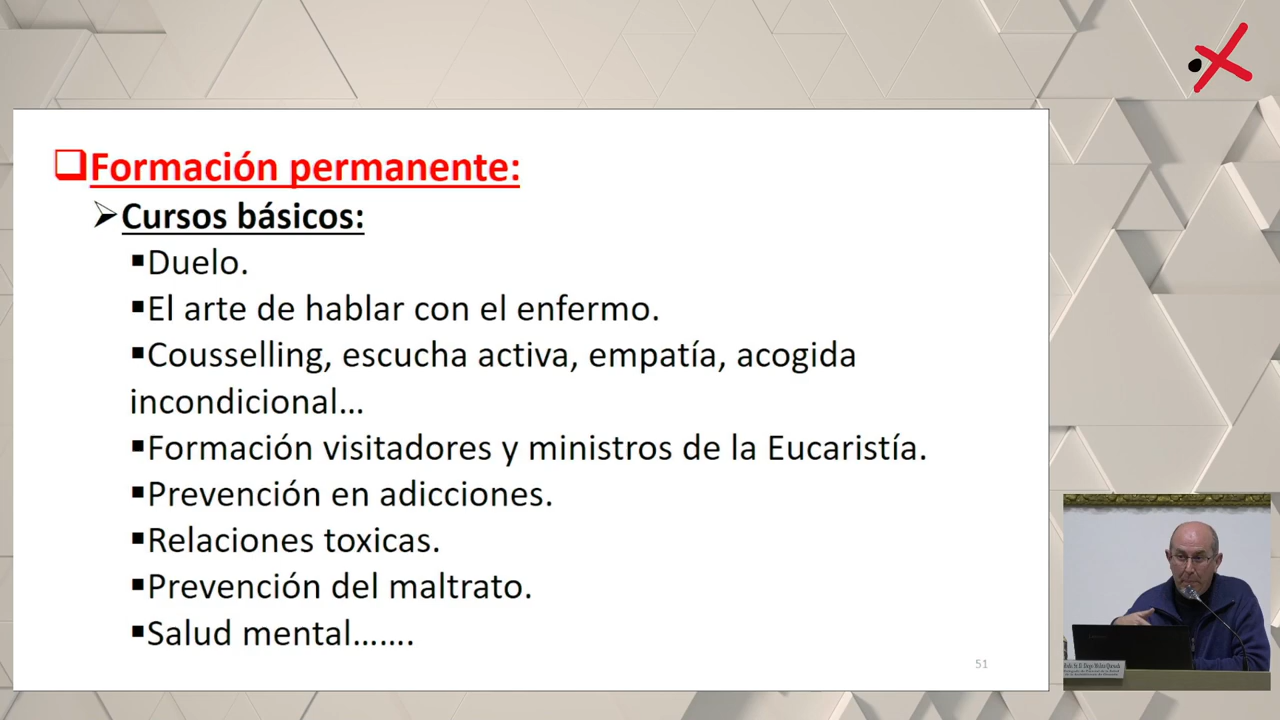 Formación permanente:
Cursos básicos:
Duelo.
El arte de hablar con el enfermo.
Cousselling, escucha activa, empatía, acogida
incondicional…
Formación visitadores y ministros de la Eucaristía.
Prevención en adicciones.
Relaciones toxicas.
Prevención del maltrato.
Salud mental…….
51